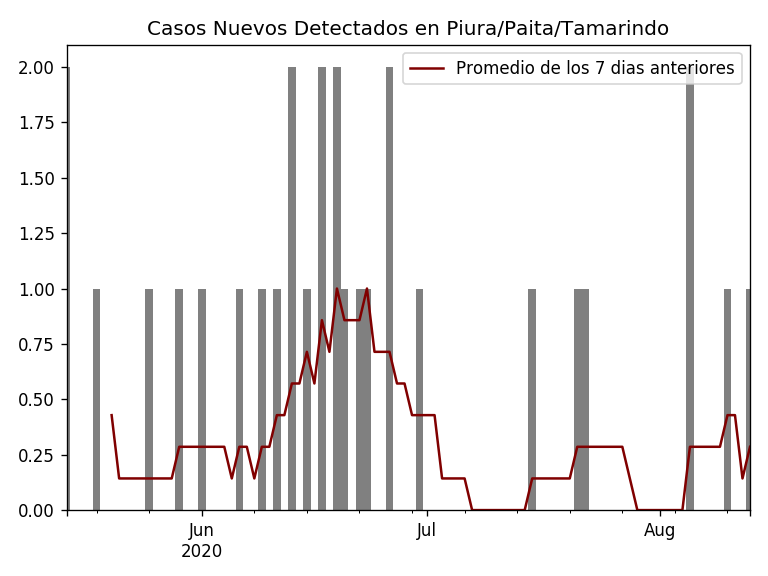 Casos Nuevos Detectados en Piura/Paita/Tamarindo
Promedio de los 7 dias anteriores
2.00
1.75
1.50
1.25
1.00
0.75
0.50
0.25
0.00
Jun
2020
Jul
Aug